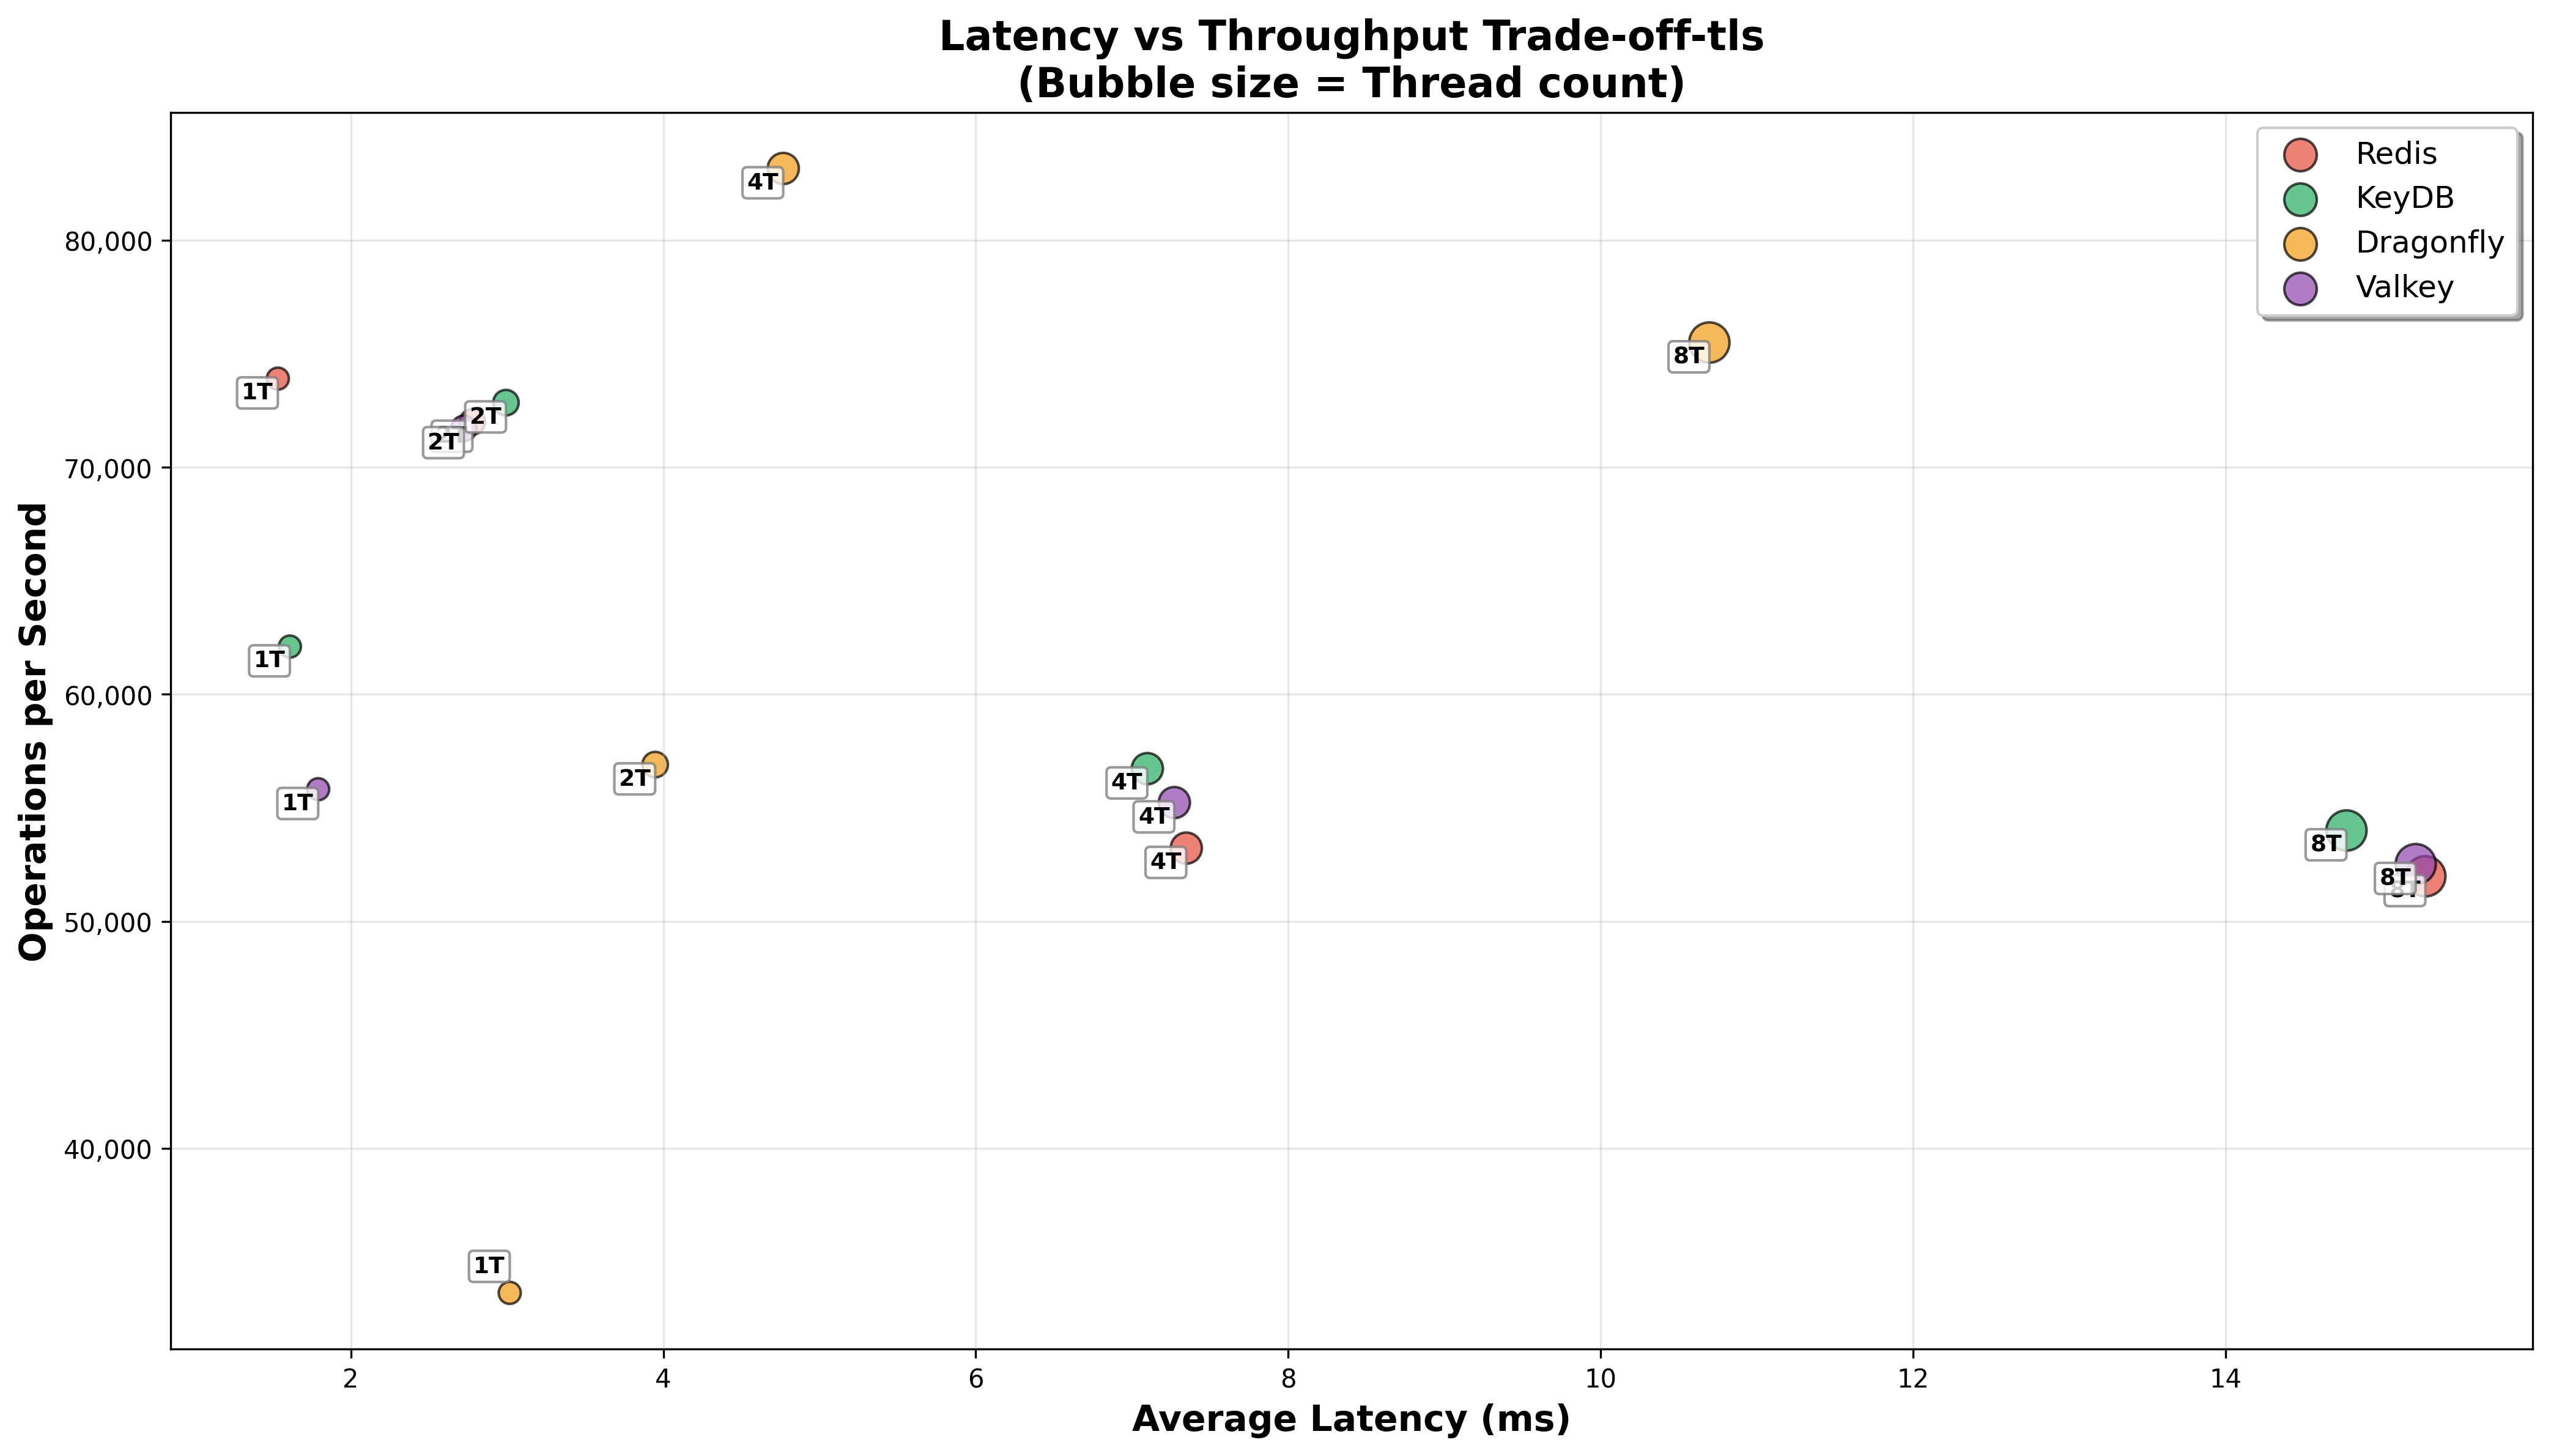 Latency vs Throughput Trade-off-tls
(Bubble size = Thread count)
Redis
KeyDB
Dragonfly
Valkey
Operations per Second
80,000
70,000
60,000
50,000
40,000
4T
8T
1T
2T
2T
1T
1T
2T
4T
4T
4T
8T
8T
1T
2
4
6
8
10
12
14
Average Latency (ms)